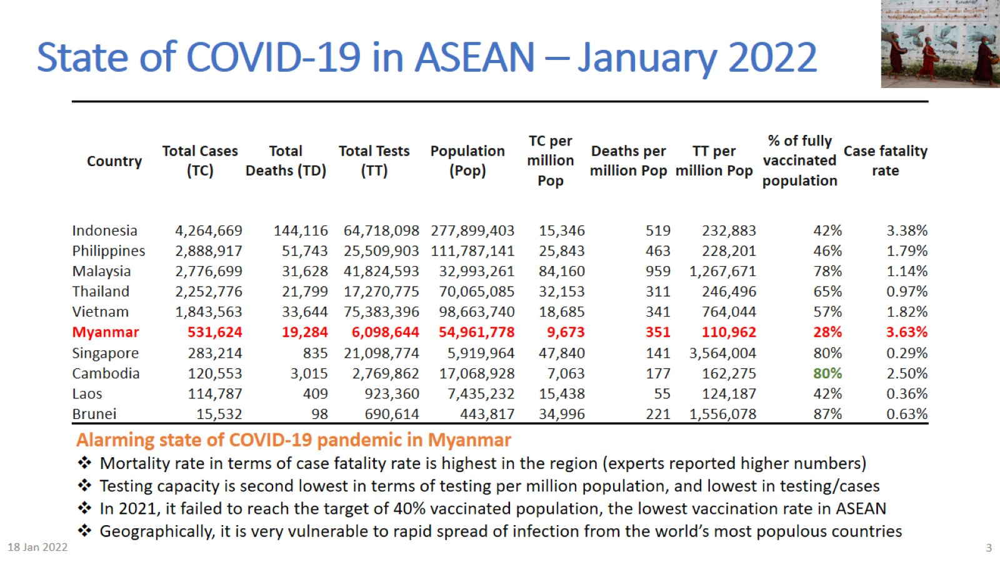 State of COVID-19 in ASEAN – January 2022
Country Total Cases (TC) Total Deaths (TD) Total Tests (TT) Population (Pop) TC per million Pop Deaths per million Pop TT per million Pop % of fully vaccinated population Case fatality rate
Indonesia 4,264,669 144,116 64,718,098 277,899,403 15,346 519 232,883 42% 3.38%
Philippines 2,888,917 51,743 25,509,903 111,787,141 25,843 463 228,201 46% 1.79%
Malaysia 2,776,699 31,628 41,824,593 32,993,261 84,160 959 1,267,671 78% 1.14%
Thailand 2,252,776 21,799 17,270,775 70,065,085 32,153 311 246,496 65% 0.97%
Vietnam 1,843,563 33,644 75,383,396 98,663,740 18,685 341 764,044 57% 1.82%
Myanmar 531,624 19,284 6,098,644 54,961,778 9,673 351 110,962 28% 3.63%
Singapore 283,214 835 21,098,774 5,919,964 47,840 141 3,564,004 80% 0.29%
Cambodia 120,553 3,015 2,769,862 17,068,928 7,063 177 162,275 80% 2.50%
Laos 114,787 409 923,360 7,435,232 15,438 55 124,187 42% 0.36%
Brunei 15,532 98 690,614 443,817 34,996 221 1,556,078 87% 0.63%
Alarming state of COVID-19 pandemic in Myanmar
❖ Mortality rate in terms of case fatality rate is highest in the region (experts reported higher numbers)
❖ Testing capacity is second lowest in terms of testing per million population, and lowest in testing/cases
❖ In 2021, it failed to reach the target of 40% vaccinated population, the lowest vaccination rate in ASEAN
❖ Geographically, it is very vulnerable to rapid spread of infection from the world's most populous countries
18 Jan 2022
3